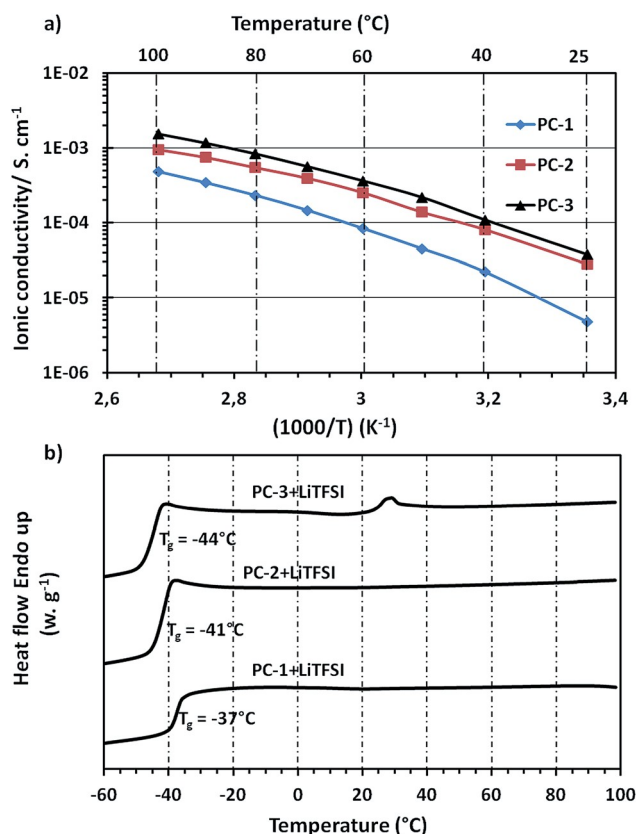 a)
Temperature (°C)
100 80 60 40 25
1E-02
1E-03
1E-04
1E-05
1E-06
Ionic conductivity/ S. cm⁻¹
PC-1
PC-2
PC-3
2,6 2,8 3 3,2 3,4
(1000/T) (K⁻¹)
b)
Heat flow Endo up
(w. g⁻¹)
PC-3+LiTFSI
Tg = -44°C
PC-2+LiTFSI
Tg = -41°C
PC-1+LiTFSI
Tg = -37°C
-60 -40 -20 0 20 40 60 80 100
Temperature (°C)